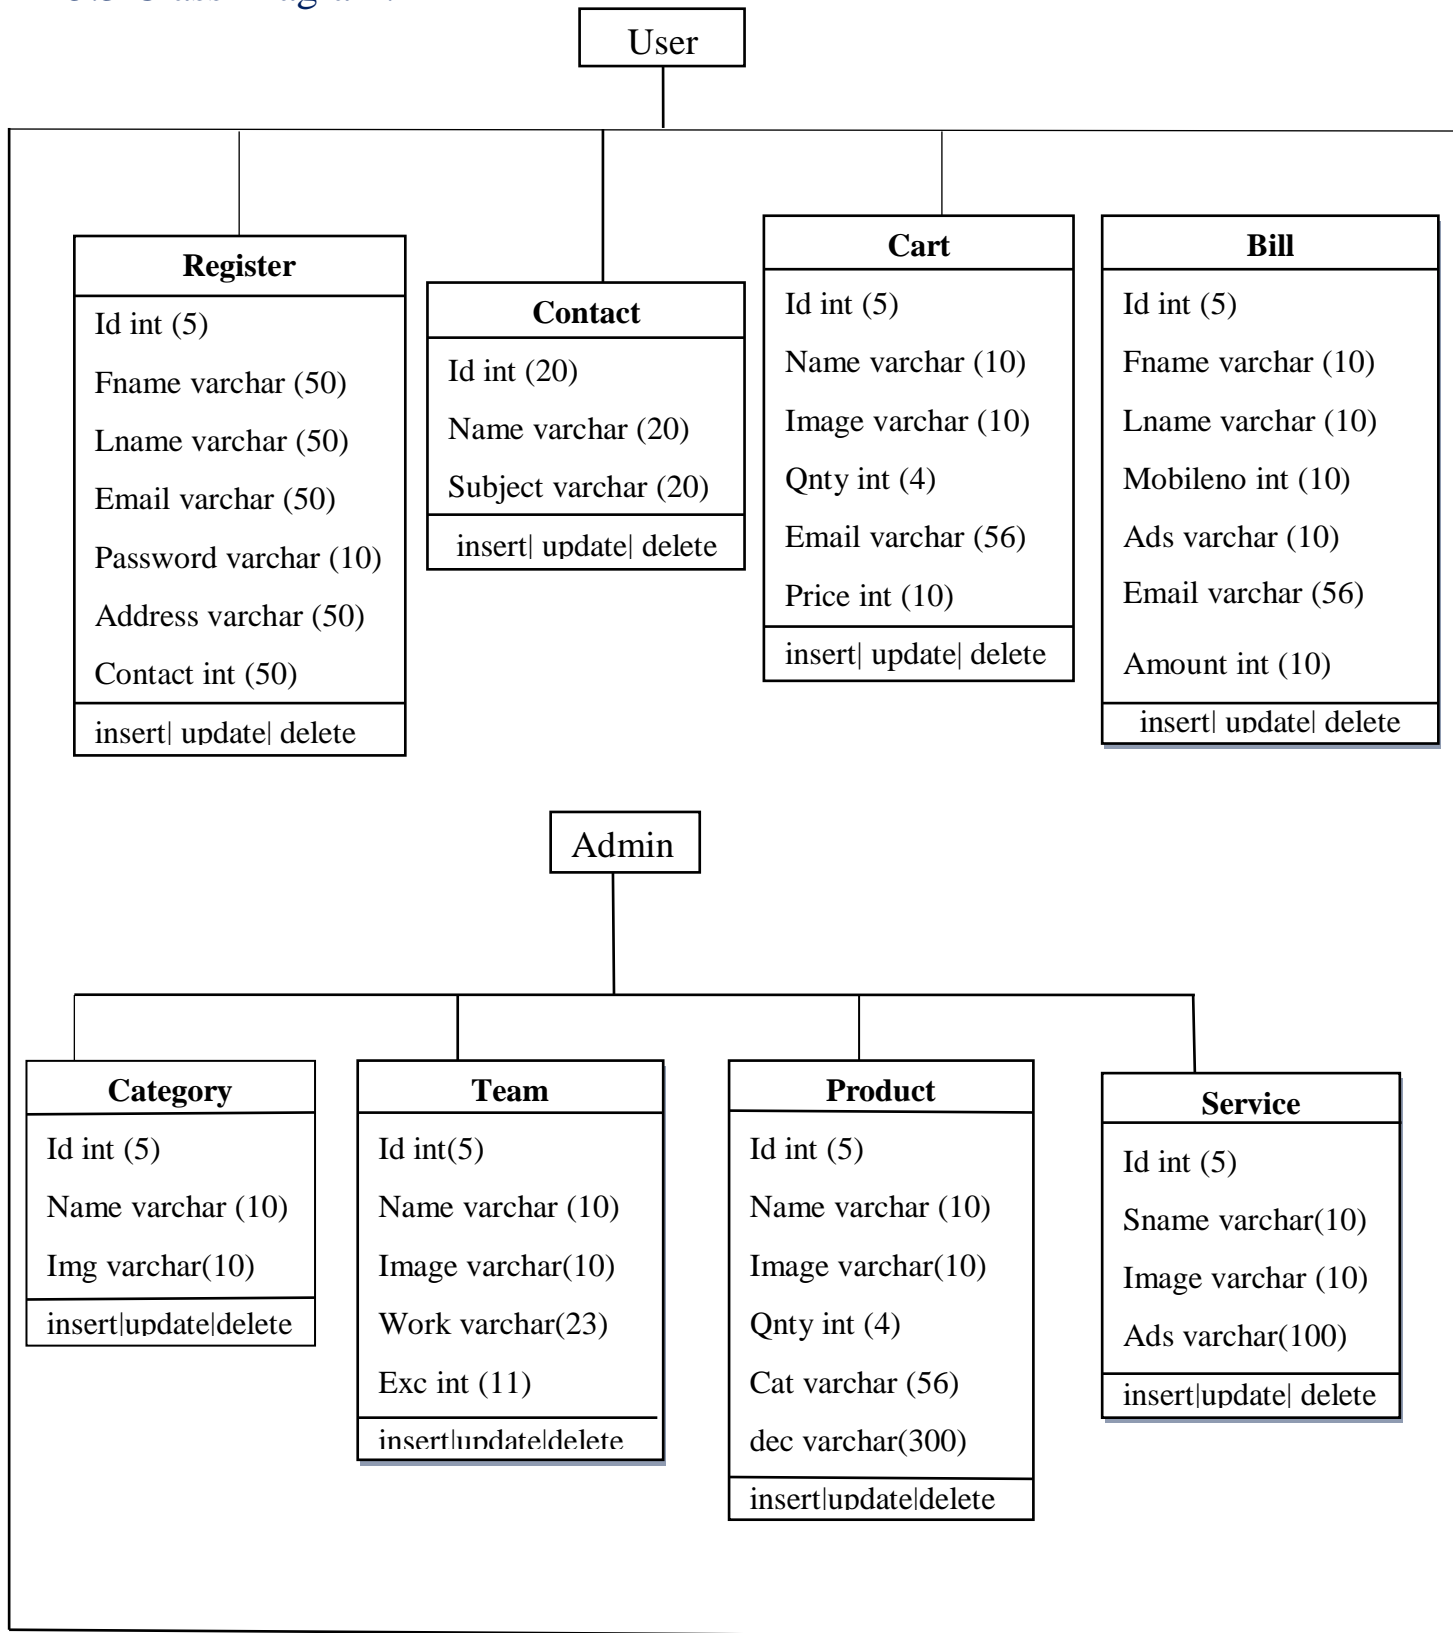 User
Register
Id int (5)
Fname varchar (50)
Lname varchar (50)
Email varchar (50)
Password varchar (10)
Address varchar (50)
Contact int (50)
insert| update| delete
Contact
Id int (20)
Name varchar (20)
Subject varchar (20)
insert| update| delete
Cart
Id int (5)
Name varchar (10)
Image varchar (10)
Qnty int (4)
Email varchar (56)
Price int (10)
insert| update| delete
Bill
Id int (5)
Fname varchar (10)
Lname varchar (10)
Mobileno int (10)
Ads varchar (10)
Email varchar (56)
Amount int (10)
insert| update| delete
Admin
Category
Id int (5)
Name varchar (10)
Img varchar(10)
insert|update|delete
Team
Id int(5)
Name varchar (10)
Image varchar(10)
Work varchar(23)
Exc int (11)
insert|update|delete
Product
Id int (5)
Name varchar (10)
Image varchar(10)
Qnty int (4)
Cat varchar (56)
dec varchar(300)
insert|update|delete
Service
Id int (5)
Sname varchar(10)
Image varchar (10)
Ads varchar(100)
insert|update| delete